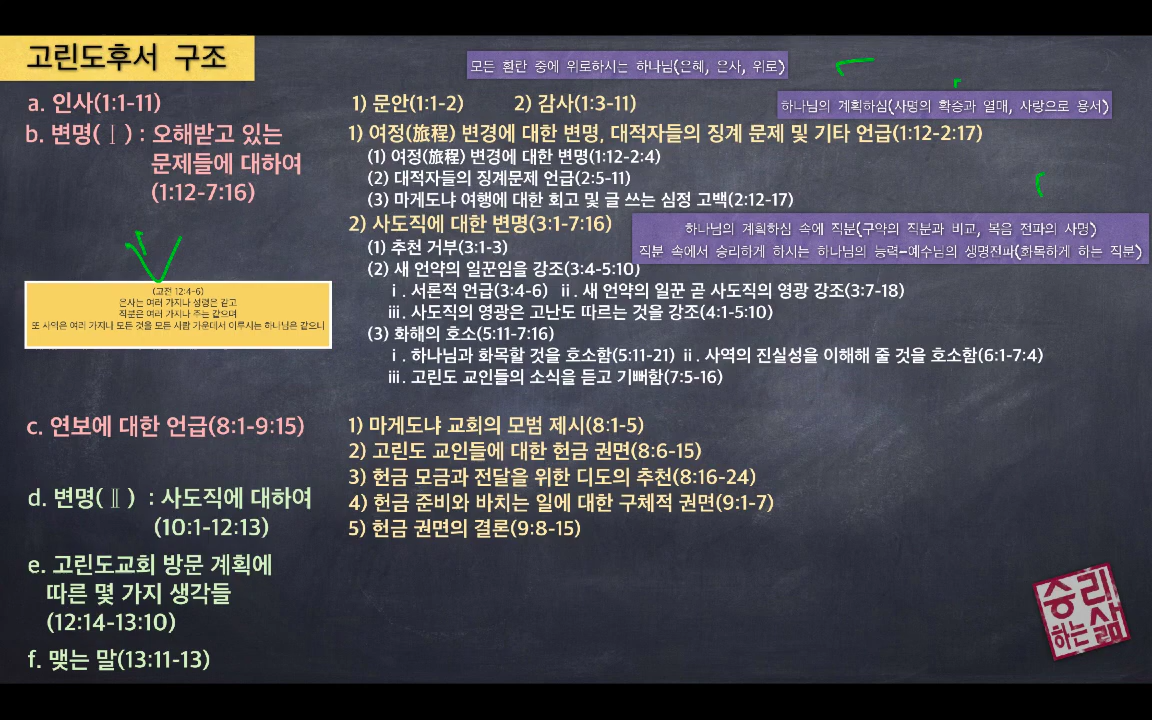 고린도후서 구조
모든 환란 중에 위로하시는 하나님(은혜, 은사, 위로)
a. 인사(1:1-11)
1) 문안(1:1-2) 2) 감사(1:3-11)
하나님의 계획하심(사명의 확증과 열매, 사랑으로 용서)
b. 변명(Ⅰ) : 오해받고 있는
문제들에 대하여
(1:12-7:16)
1) 여정(旅程) 변경에 대한 변명, 대적자들의 징계 문제 및 기타 언급(1:12-2:17)
(1) 여정(旅程) 변경에 대한 변명(1:12-2:4)
(2) 대적자들의 징계문제 언급(2:5-11)
(3) 마게도냐 여행에 대한 회고 및 글 쓰는 심정 고백(2:12-17)
2) 사도직에 대한 변명(3:1-7:16)
하나님의 계획하심 속에 직분(구약의 직분과 비교, 복음 전파의 사명)
직분 속에서 승리하게 하시는 하나님의 능력-예수님의 생명전파(화목하게 하는 직분)
(1) 추천 거부(3:1-3)
(2) 새 언약의 일꾼임을 강조(3:4-5:10)
ⅰ. 서론적 언급(3:4-6) ⅱ. 새 언약의 일꾼 곧 사도직의 영광 강조(3:7-18)
ⅲ. 사도직의 영광은 고난도 따르는 것을 강조(4:1-5:10)
(3) 화해의 호소(5:11-7:16)
ⅰ. 하나님과 화목할 것을 호소함(5:11-21) ⅱ. 사역의 진실성을 이해해 줄 것을 호소함(6:1-7:4)
ⅲ. 고린도 교인들의 소식을 듣고 기뻐함(7:5-16)
(고전 12:4-6)
은사는 여러 가지나 성령은 같고
직분은 여러 가지나 주는 같으며
또 사역은 여러 가지나 모든 것을 모든 사람 가운데서 이루시는 하나님은 같으니
c. 연보에 대한 언급(8:1-9:15)
1) 마게도냐 교회의 모범 제시(8:1-5)
2) 고린도 교인들에 대한 헌금 권면(8:6-15)
3) 헌금 모금과 전달을 위한 디도의 추천(8:16-24)
4) 헌금 준비와 바치는 일에 대한 구체적 권면(9:1-7)
5) 헌금 권면의 결론(9:8-15)
d. 변명(Ⅱ) : 사도직에 대하여
(10:1-12:13)
e. 고린도교회 방문 계획에
따른 몇 가지 생각들
(12:14-13:10)
f. 맺는 말(13:11-13)
승리
하는 삶